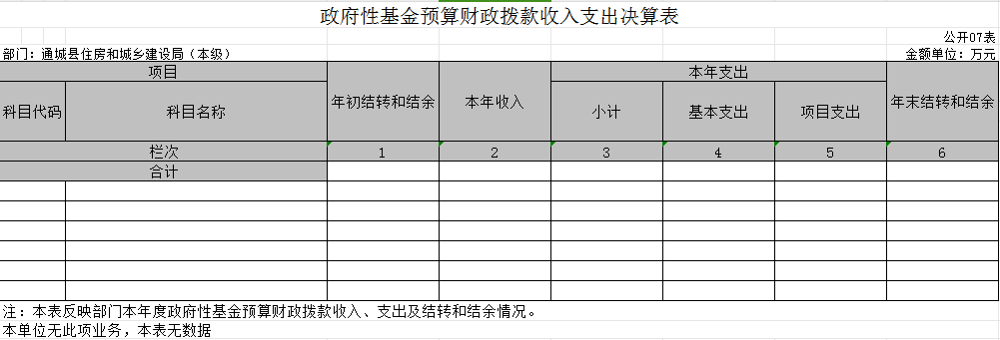 政府性基金预算财政拨款收入支出决算表
公开07表
部门：通城县住房和城乡建设局（本级） 金额单位：万元
项目 年初结转和结余 本年收入 本年支出 年末结转和结余
科目代码 科目名称 小计 基本支出 项目支出
栏次 1 2 3 4 5 6
合计
注：本表反映部门本年度政府性基金预算财政拨款收入、支出及结转和结余情况。
本单位无此项业务，本表无数据